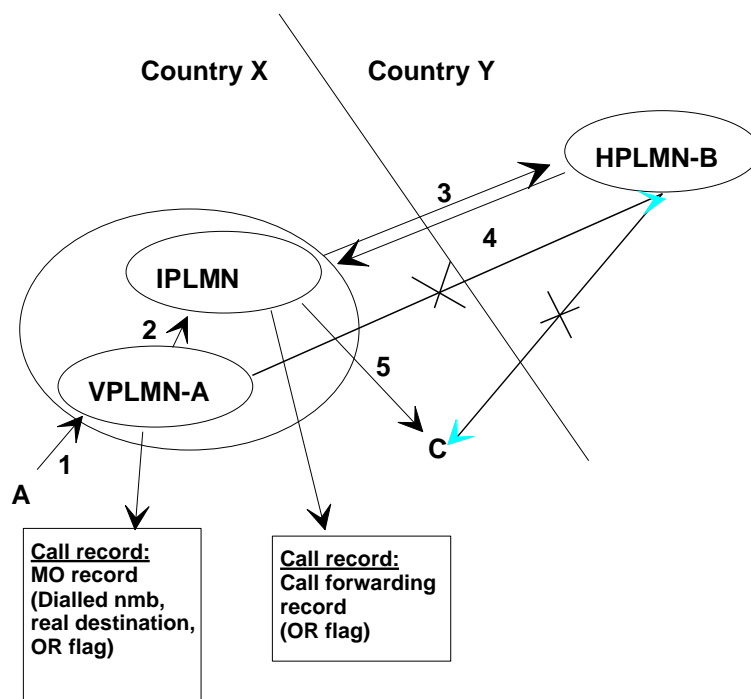 Country X
Country Y
HPLMN-B
3
4
IPLMN
2
5
VPLMN-A
C
1
A
Call record:
MO record
(Dialled nmb,
real destination,
OR flag)
Call record:
Call forwarding
record
(OR flag)